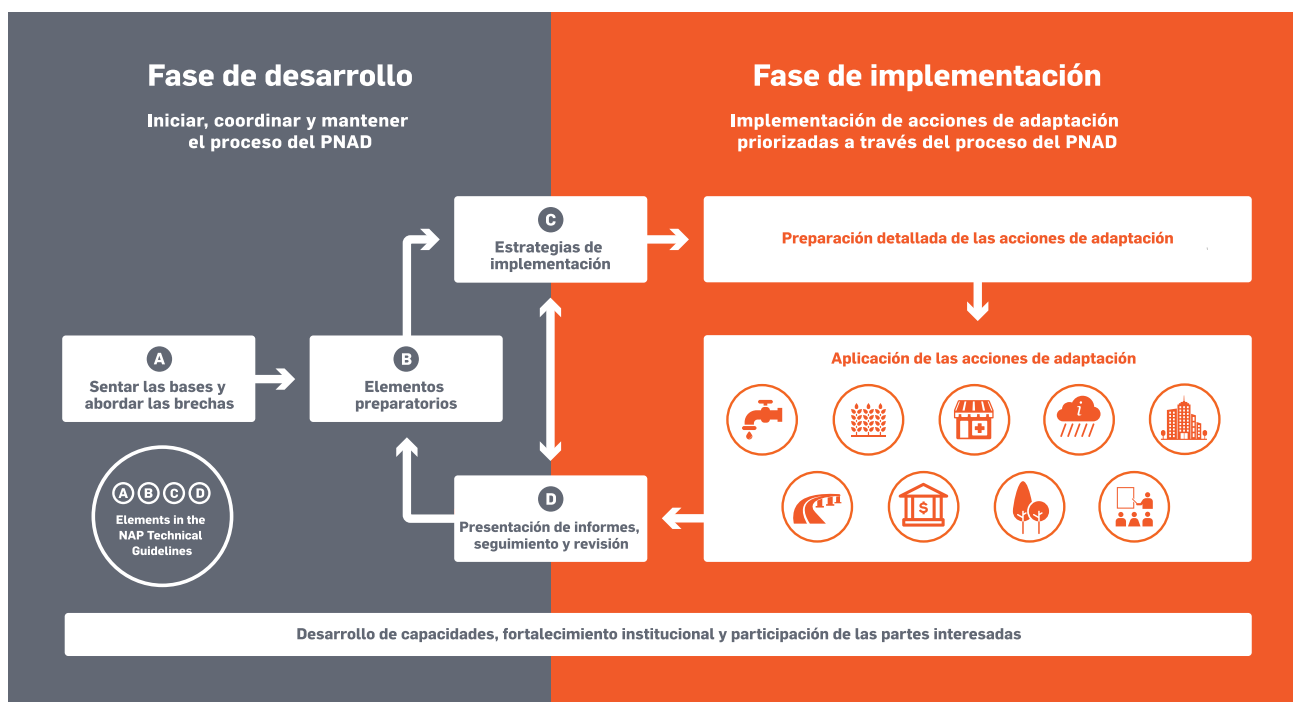 Fase de desarrollo
Iniciar, coordinar y mantener
el proceso del PNAD
Fase de implementación
Implementación de acciones de adaptación
priorizadas a través del proceso del PNAD
C
Estrategias de
implementación
Preparación detallada de las acciones de adaptación
A
Sentar las bases y
abordar las brechas
B
Elementos
preparatorios
Aplicación de las acciones de adaptación
i
$
A B C D
Elements in the
NAP Technical
Guidelines
D
Presentación de informes,
seguimiento y revisión
Desarrollo de capacidades, fortalecimiento institucional y participación de las partes interesadas